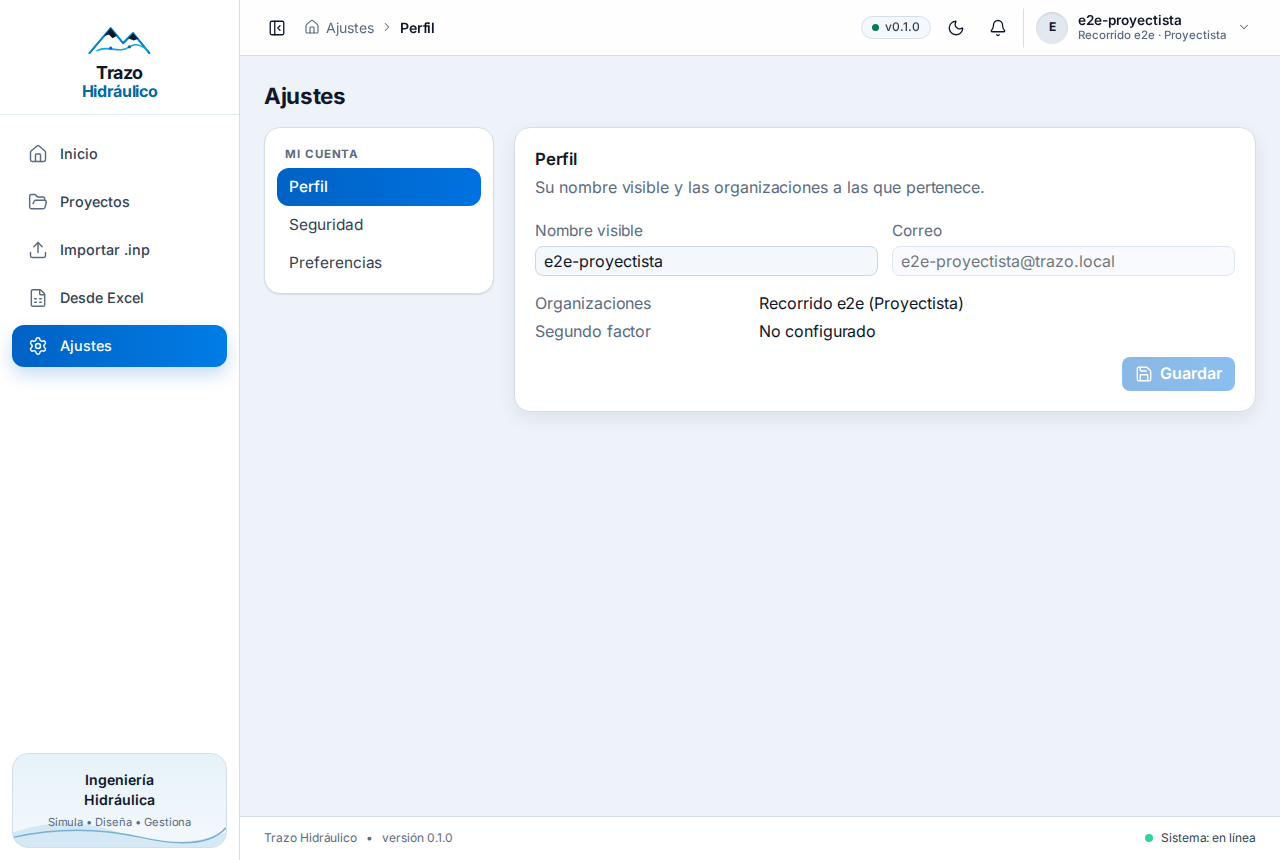 Trazo
Hidráulico
Inicio
Proyectos
Importar .inp
Desde Excel
Ajustes
Ingeniería
Hidráulica
Simula • Diseña • Gestiona
Ajustes
Perfil
v0.1.0
E
e2e-proyectista
Recorrido e2e · Proyectista
Ajustes
MI CUENTA
Perfil
Seguridad
Preferencias
Perfil
Su nombre visible y las organizaciones a las que pertenece.
Nombre visible
Correo
e2e-proyectista
e2e-proyectista@trazo.local
Organizaciones
Recorrido e2e (Proyectista)
Segundo factor
No configurado
Guardar
Trazo Hidráulico • versión 0.1.0
Sistema: en línea